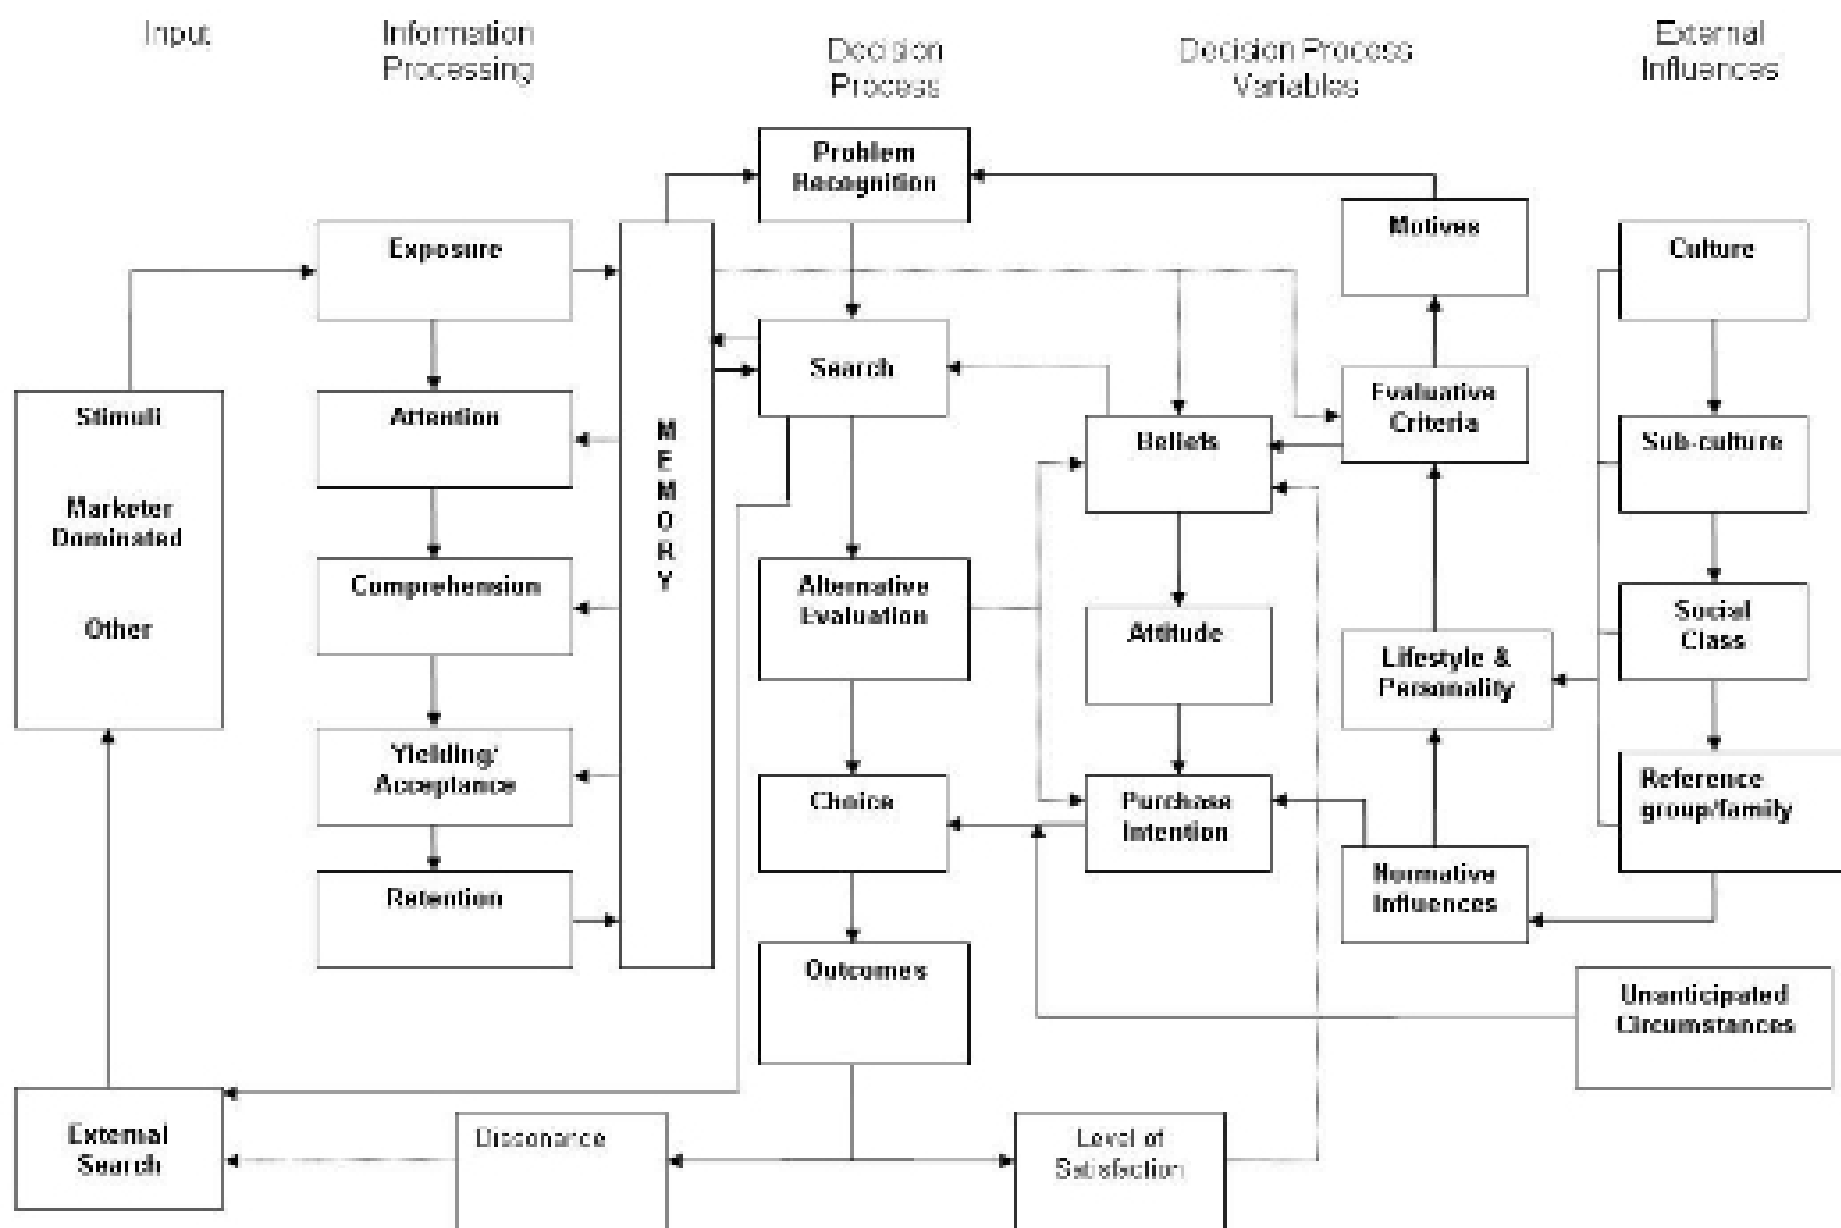 Input
Information
Processing
Decision
Process
Decision Process
Variables
External
Influences
Problem
Recognition
Exposure
Motives
Culture
Search
Stimuli
Marketer
Dominated
Other
Attention
MEMORY
Beliefs
Evaluative
Criteria
Sub-culture
Comprehension
Alternative
Evaluation
Attitude
Lifestyle &
Personality
Social
Class
Yielding/
Acceptance
Choice
Purchase
Intention
Reference
group/family
Retention
Normative
Influences
Outcomes
Unanticipated
Circumstances
External
Search
Dissonance
Level of
Satisfaction